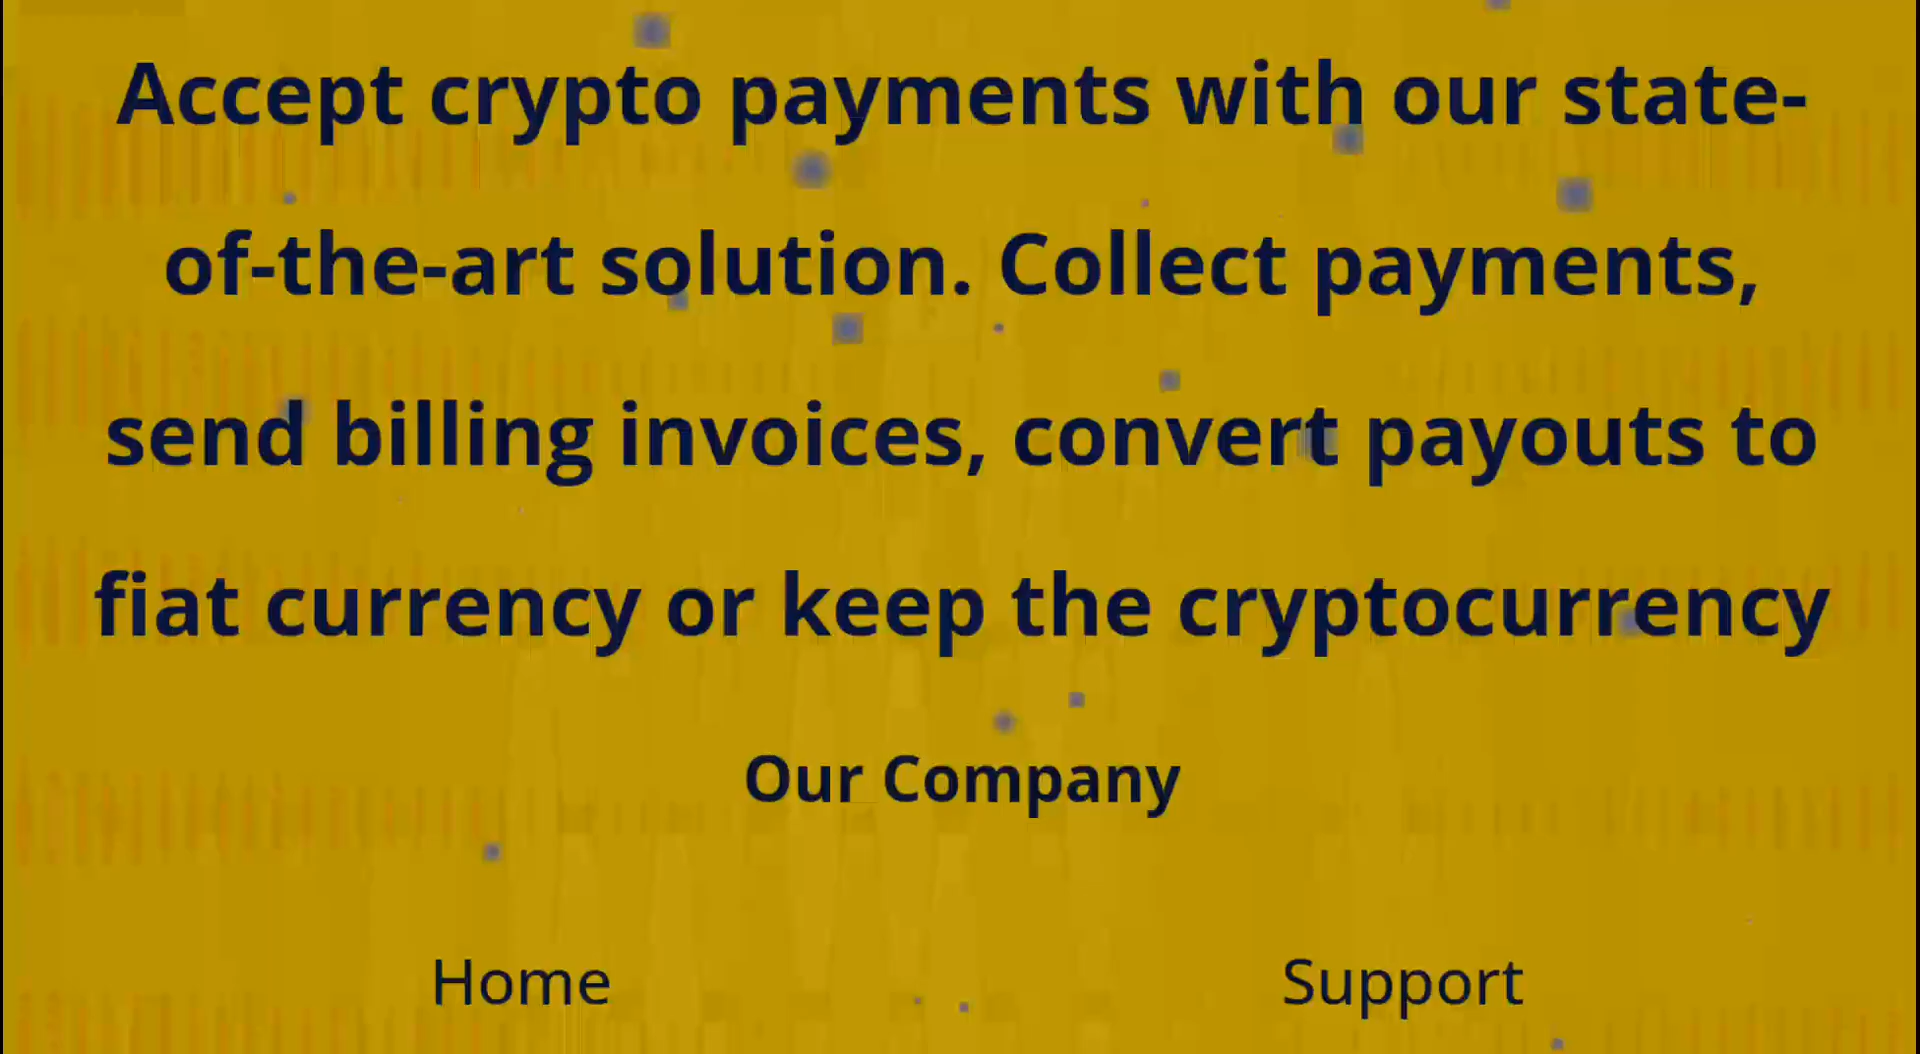 Accept crypto payments with our state-
of-the-art solution. Collect payments,
send billing invoices, convert payouts to
fiat currency or keep the cryptocurrency
Our Company
Home Support